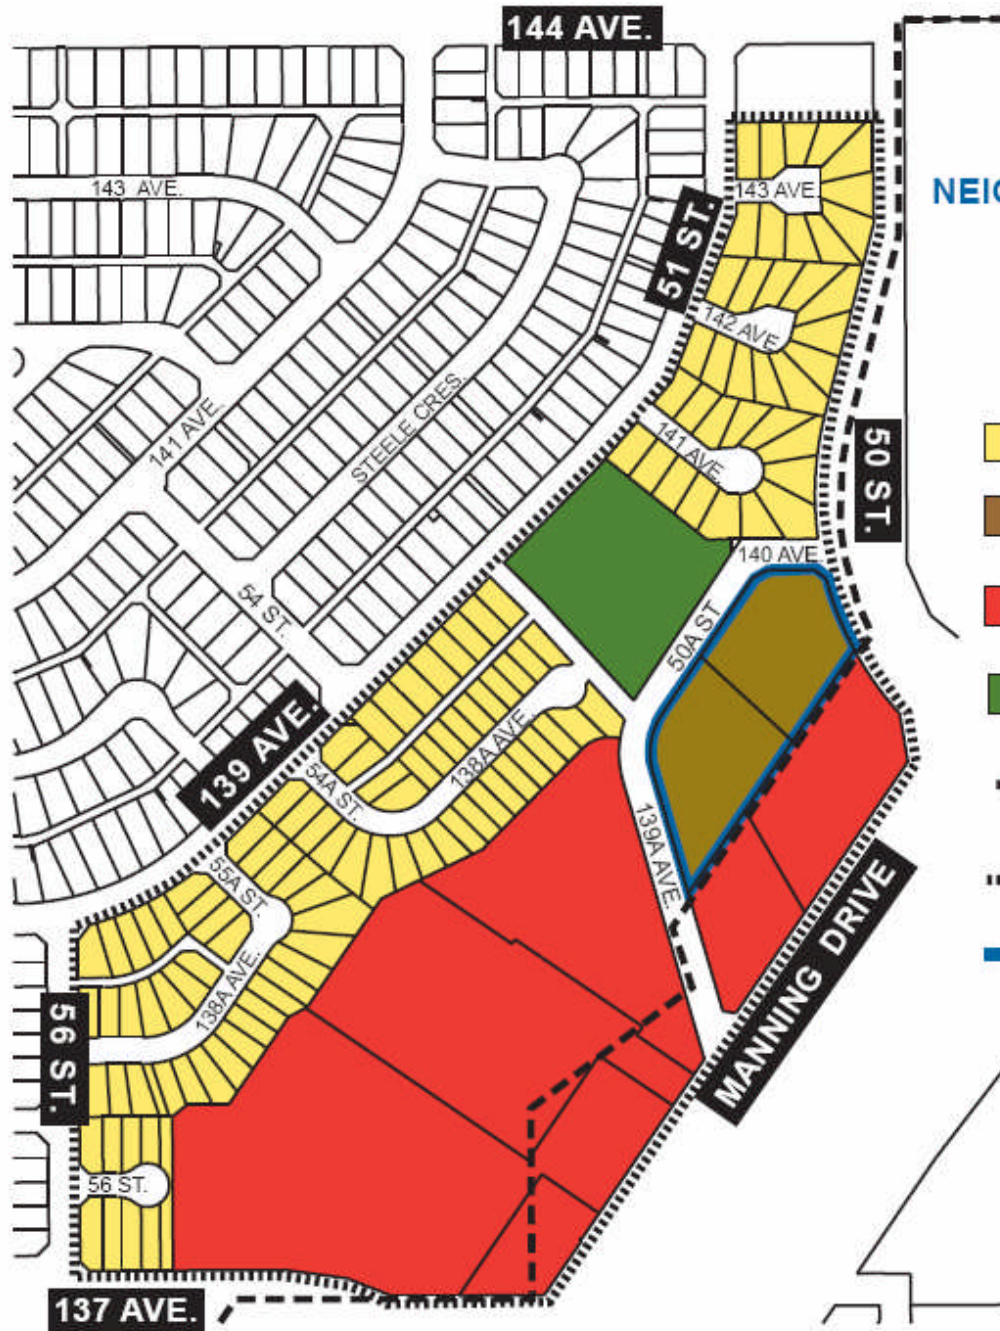 144 AVE.
143 AVE.
143 AVE.
NEIG
51 ST.
142 AVE.
STEELE CRES.
141 AVE.
141 AVE.
50 ST.
140 AVE.
54 ST.
50A ST
139 AVE.
138A AVE.
54A ST.
139A AVE.
55A ST.
MANNING DRIVE
138A AVE.
56 ST.
56 ST.
137 AVE.